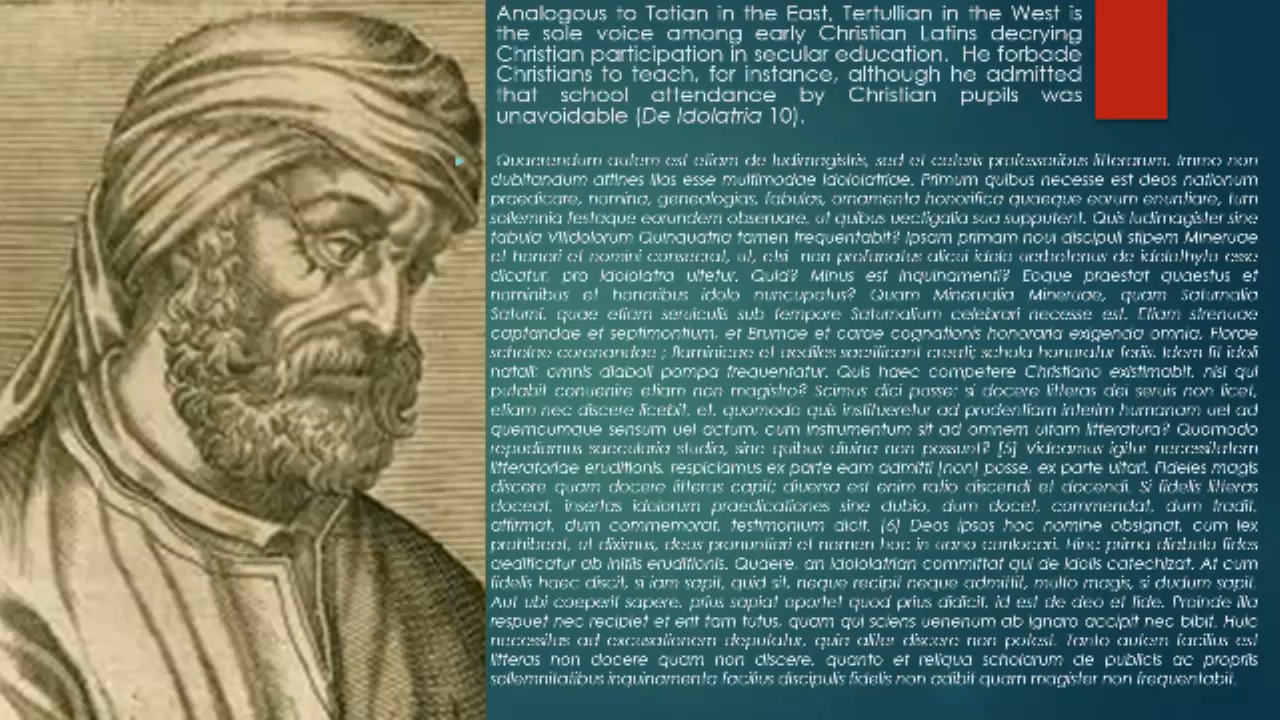 Analogous to Tatian in the East, Tertullian in the West is
the sole voice among early Christian Latins decrying
Christian participation in secular education. He forbade
Christians to teach, for instance, although he admitted
that school attendance by Christian pupils was
unavoidable (De Idolatria 10).
Quaerendum autem est etiam de ludimagistris, sed et ceteris professoribus litterarum. Immo non
dubitandum affines illos esse multimodae idololatriae. Primum quibus necesse est deos nationum
praedicare, nomina, genealogias, fabulas, ornamenta honorifica quaeque eorum enuntiare, tum
sollemnia festaque eorundem obseruare, ut quibus uectigalia sua supputent. Quis ludimagister sine
tabula VIIidolorum Quinquatria tamen frequentabit? Ipsam primam noui discipuli stipem Mineruae
et honori et nomini consecrat, ut, etsi non profanatus alicui idolo uerbotenus de idolothyto esse
dicatur, pro idololatra uitetur. Quid? Minus est inquinamenti? Eoque praestat quaestus et
nominibus et honoribus idolo nuncupatus? Quam Minerualia Mineruae, quam Saturnalia
Saturni, quae etiam seruiculis sub tempore Saturnalium celebrari necesse est. Etiam strenuae
captandae et septimontium, et Brumae et carae cognationis honoraria exigenda omnia, Florae
scholae coronandae ; flaminicae et aediles sacrificant creati; schola honoratur feriis. Idem fit idoli
natali: omnis diaboli pompa frequentatur. Quis haec competere Christiano existimabit, nisi qui
putabit conuenire etiam non magistro? Scimus dici posse: si docere litteras dei seruis non licet,
etiam nec discere licebit, et, quomodo quis institueretur ad prudentiam interim humanam uel ad
quemcumque sensum uel actum, cum instrumentum sit ad omnem uitam litteratura? Quomodo
repudiamus saecularia studia, sine quibus diuina non possunt? [5] Videamus igitur necessitatem
litteratoriae eruditionis, respiciamus ex parte eam admitti [non] posse, ex parte uitari. Fideles magis
discere quam docere litteras capit; diuersa est enim ratio discendi et docendi. Si fidelis litteras
doceat, insertas idolorum praedicationes sine dubio, dum docet, commendat, dum tradit,
affirmat, dum commemorat, testimonium dicit. [6] Deos ipsos hoc nomine obsignat, cum lex
prohibeat, ut diximus, deos pronuntiari et nomen hoc in uano conlocari. Hinc prima diabolo fides
aedificatur ab initiis eruditionis. Quaere, an idololatrian committat qui de idolis catechizat. At cum
fidelis haec discit, si iam sapit, quid sit, neque recipit neque admittit, multo magis, si dudum sapit.
Aut ubi coeperit sapere, prius sapiat oportet quod prius didicit, id est de deo et fide. Proinde illa
respuet nec recipiet et erit tam tutus, quam qui sciens uenenum ab ignaro accipit nec bibit. Huic
necessitas ad excusationem deputatur, quia aliter discere non potest. Tanto autem facilius est
litteras non docere quam non discere, quanto et reliqua scholarum de publicis ac propriis
sollemnitatibus inquinamenta facilius discipulis fidelis non adibit quam magister non frequentabit.